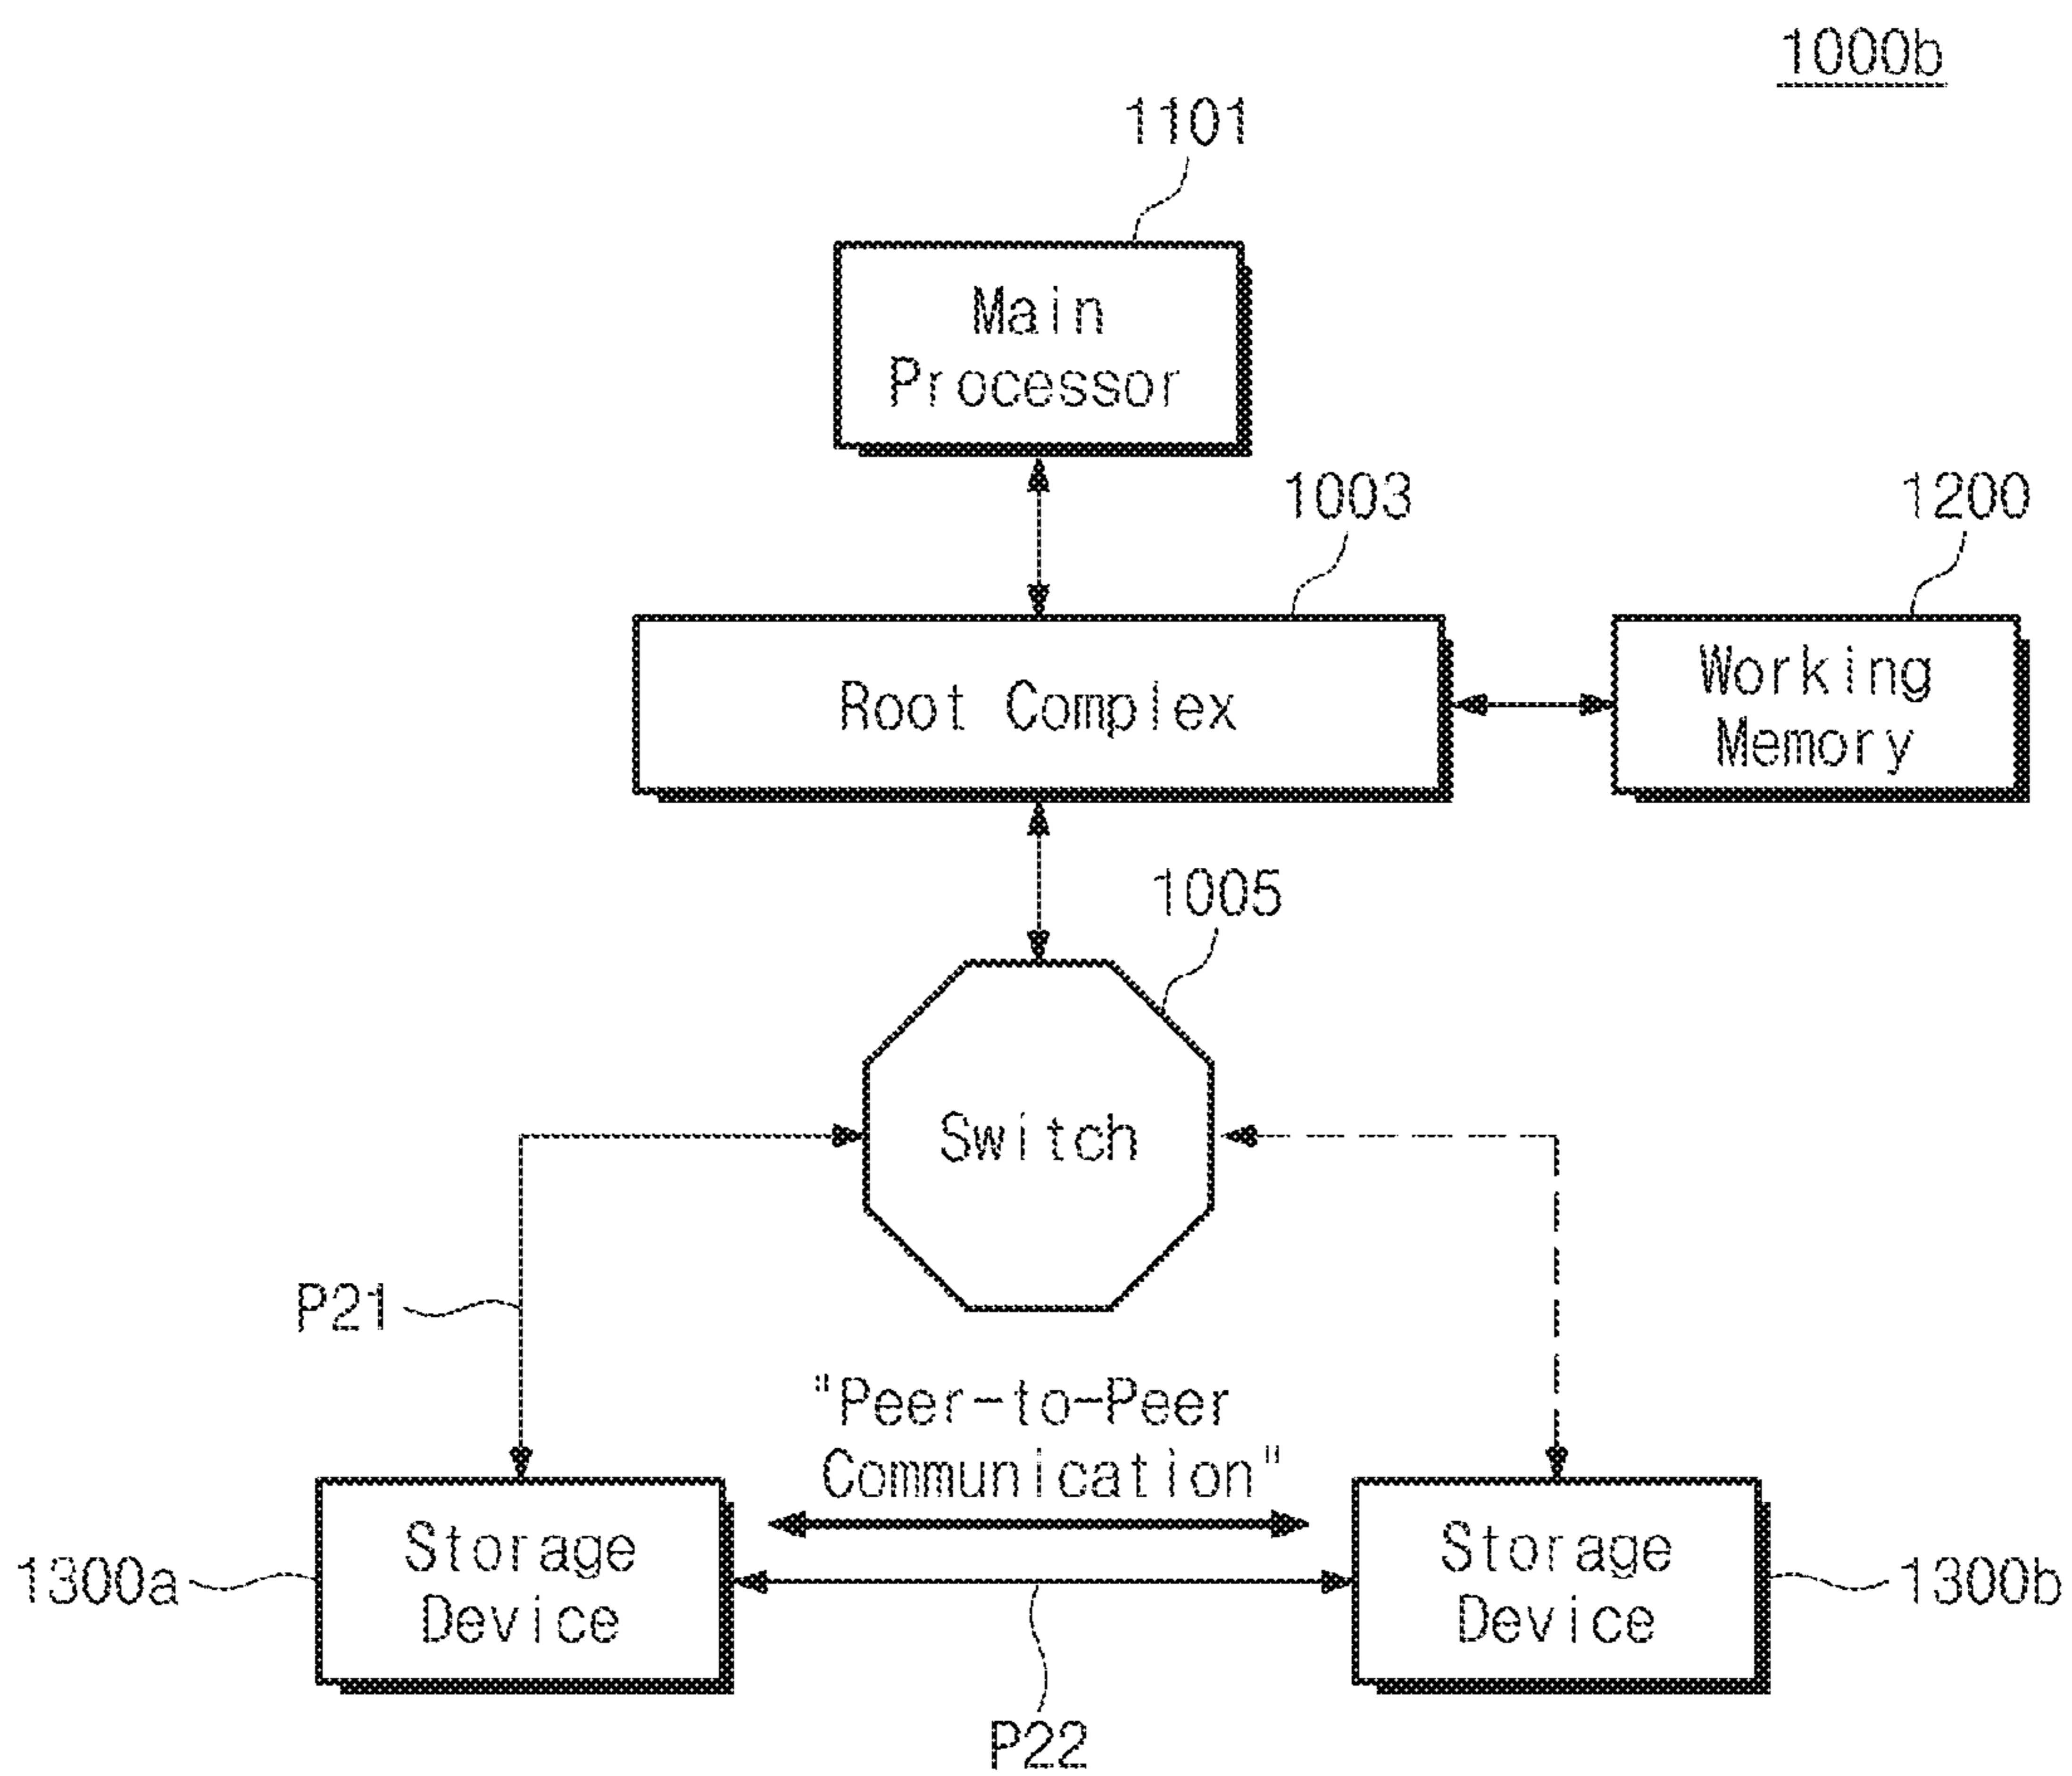 1000b
1101
Main
Processor
1003
1200
Root Complex
Working
Memory
1005
Switch
P21
"Peer-to-Peer
Communication"
1300a
Storage
Device
Storage
Device
1300b
P22